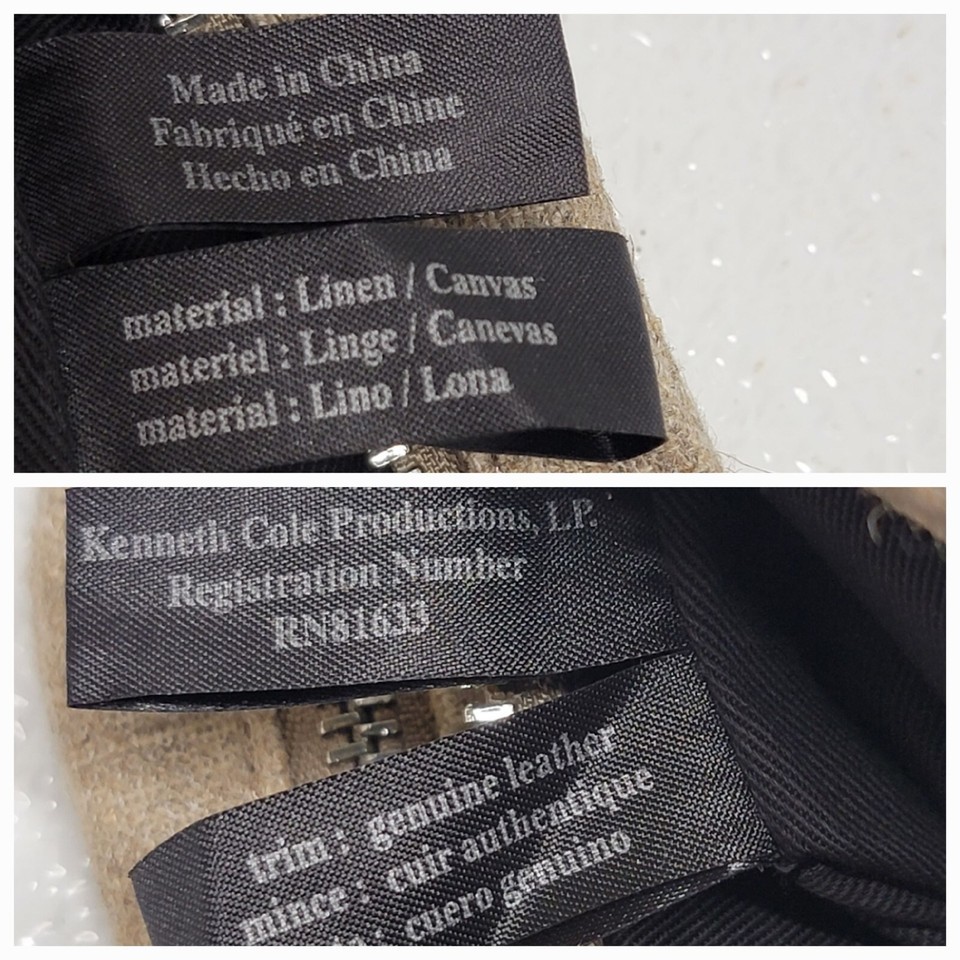 Made in China
Fabriqué en Chine
Hecho en China
material : Linen / Canvas
materiel : Linge / Canevas
material : Lino / Lona
Kenneth Cole Productions, L.P.
Registration Number
RN81633
trim : genuine leather
mince : cuir authentique
: cuero genuino